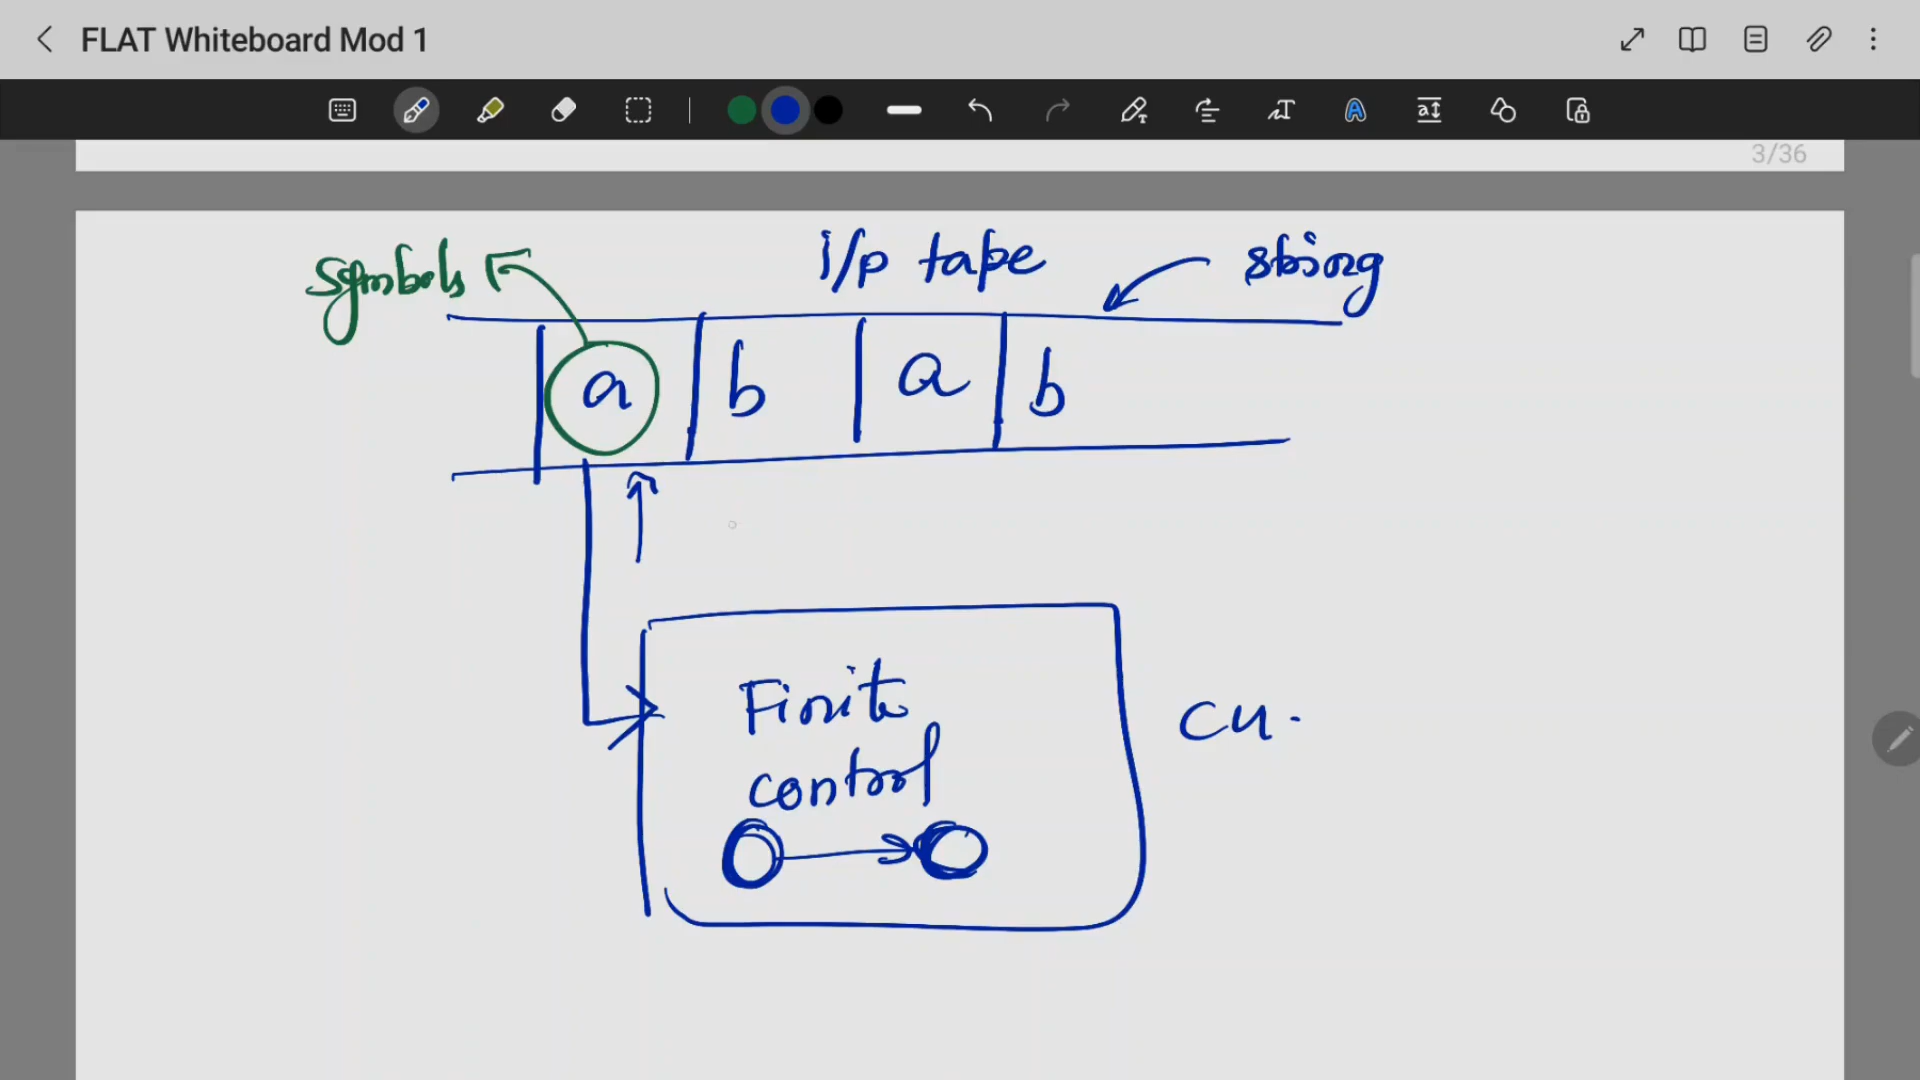 FLAT Whiteboard Mod 1
3/36
symbols
i/p tape
string
a b a b
Finite
control
CU.